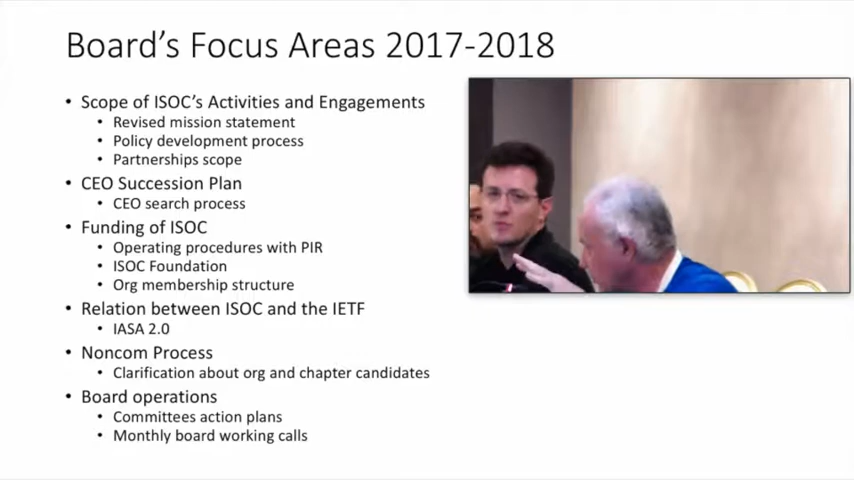 Board's Focus Areas 2017-2018
• Scope of ISOC's Activities and Engagements
• Revised mission statement
• Policy development process
• Partnerships scope
• CEO Succession Plan
• CEO search process
• Funding of ISOC
• Operating procedures with PIR
• ISOC Foundation
• Org membership structure
• Relation between ISOC and the IETF
• IASA 2.0
• Noncom Process
• Clarification about org and chapter candidates
• Board operations
• Committees action plans
• Monthly board working calls